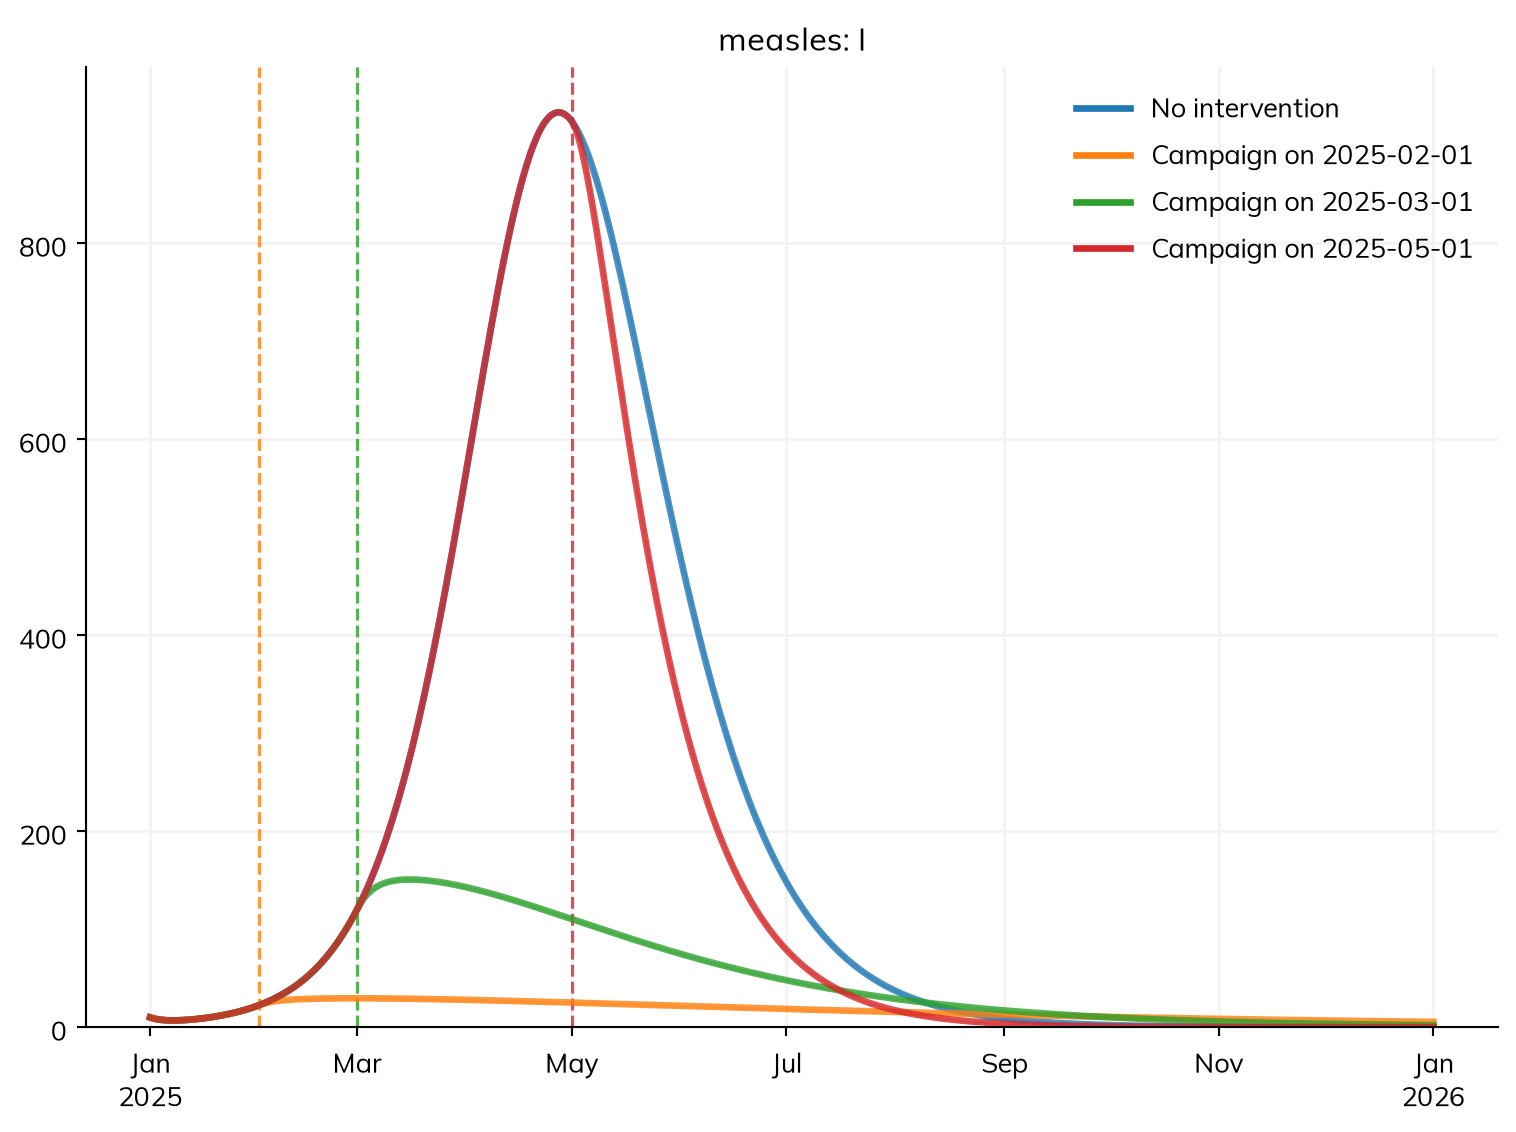 measles: I
No intervention
Campaign on 2025-02-01
Campaign on 2025-03-01
Campaign on 2025-05-01
800
600
400
200
0
Jan Mar May Jul Sep Nov Jan
2025 2026